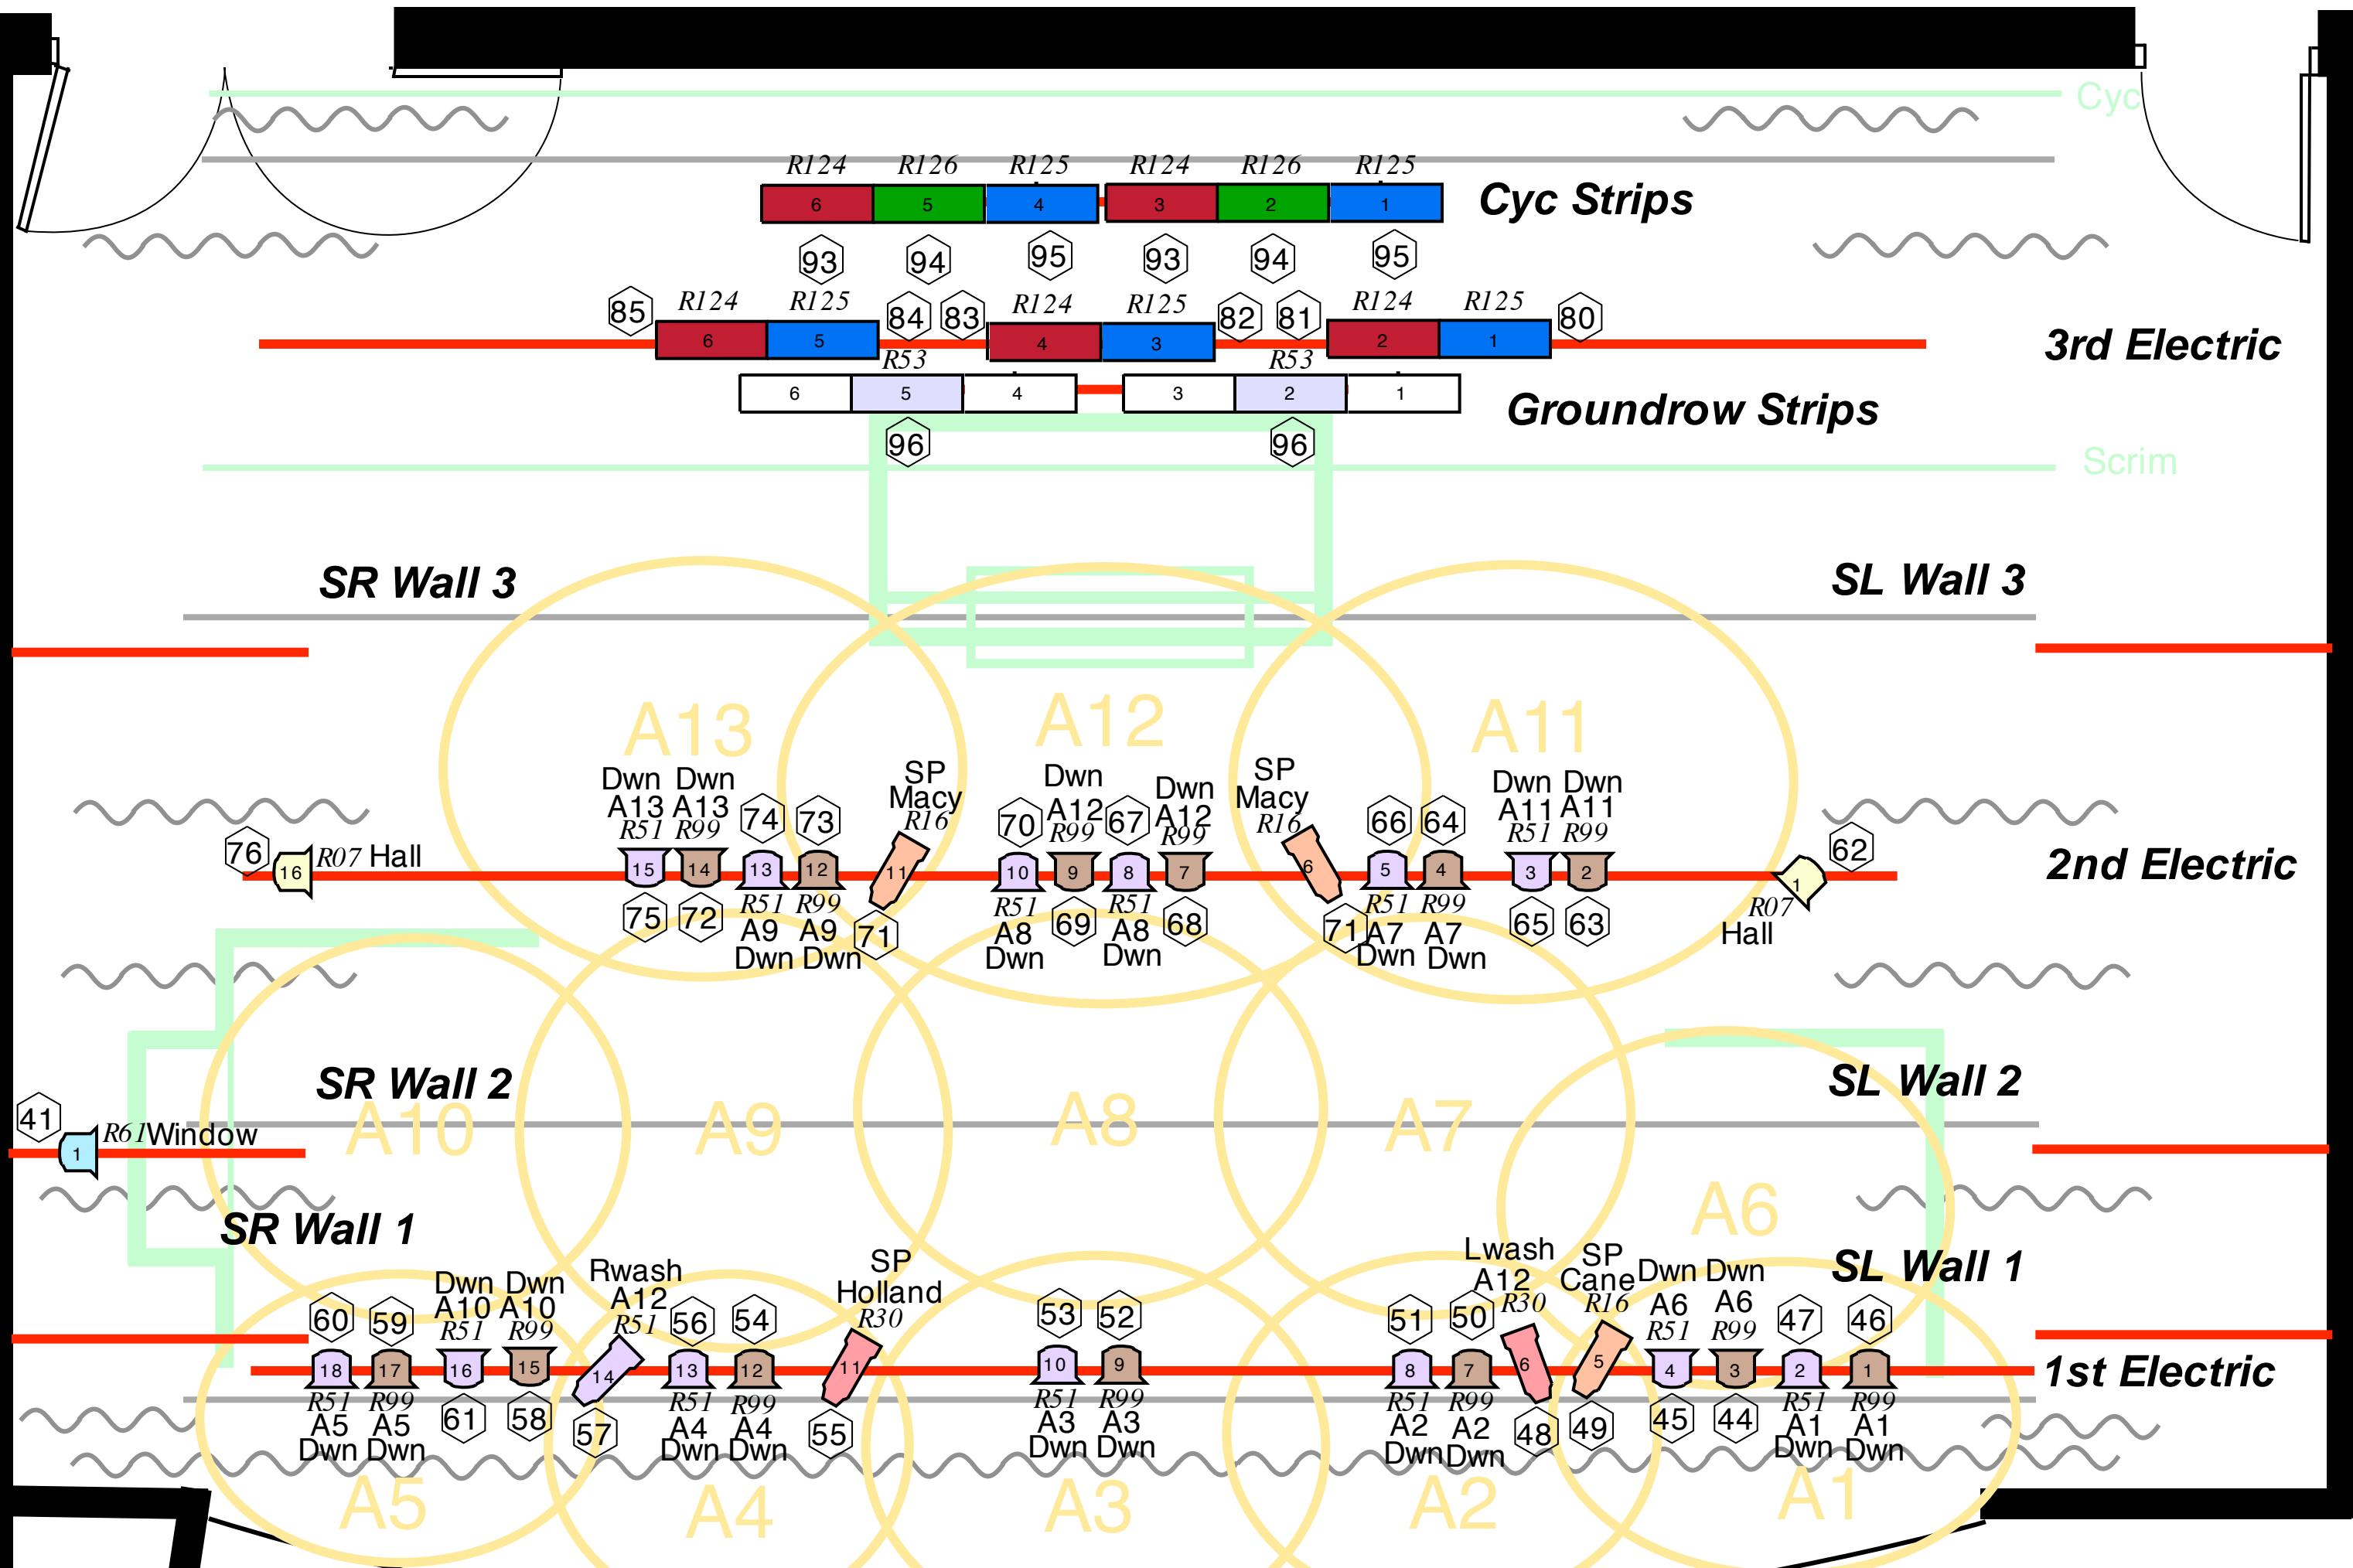 Cyc
R124 R126 R125 R124 R126 R125
6 5 4 3 2 1 Cyc Strips
93 94 95 93 94 95
85 R124 R125 84 83 R124 R125 82 81 R124 R125 80
6 5 4 3 2 1 3rd Electric
R53 R53
6 5 4 3 2 1 Groundrow Strips
96 96
Scrim
SR Wall 3 SL Wall 3
A13 A12 A11
Dwn Dwn SP Dwn Dwn SP Dwn Dwn
A13 A13 74 73 Macy 70 A12 67 A12 Macy 66 64 A11 A11
R51 R99 R16 R99 R99 R16 R51 R99
76 16 R07 Hall 15 14 13 12 11 10 9 8 7 6 5 4 3 2 1 62 2nd Electric
75 72 R51 R99 71 R51 69 R51 68 71 R51 R99 65 63 R07
A9 A9 A8 A8 A7 A7 Hall
Dwn Dwn Dwn Dwn Dwn Dwn
SR Wall 2 SL Wall 2
A10 A9 A8 A7
41 1 R61 Window
A6
SR Wall 1 SL Wall 1
Dwn Dwn Rwash SP Lwash SP Dwn Dwn
60 59 A10 A10 A12 56 54 Holland 53 52 51 50 A12 Cane A6 A6 47 46
R51 R99 R51 R30 R30 R16 R51 R99
18 17 16 15 14 13 12 11 10 9 8 7 6 5 4 3 2 1 1st Electric
R51 R99 61 58 57 R51 R99 55 R51 R99 R51 R99 48 49 45 44 R51 R99
A5 A5 A4 A4 A3 A3 A2 A2 A1 A1
Dwn Dwn Dwn Dwn Dwn Dwn Dwn Dwn Dwn Dwn
A5 A4 A3 A2 A1